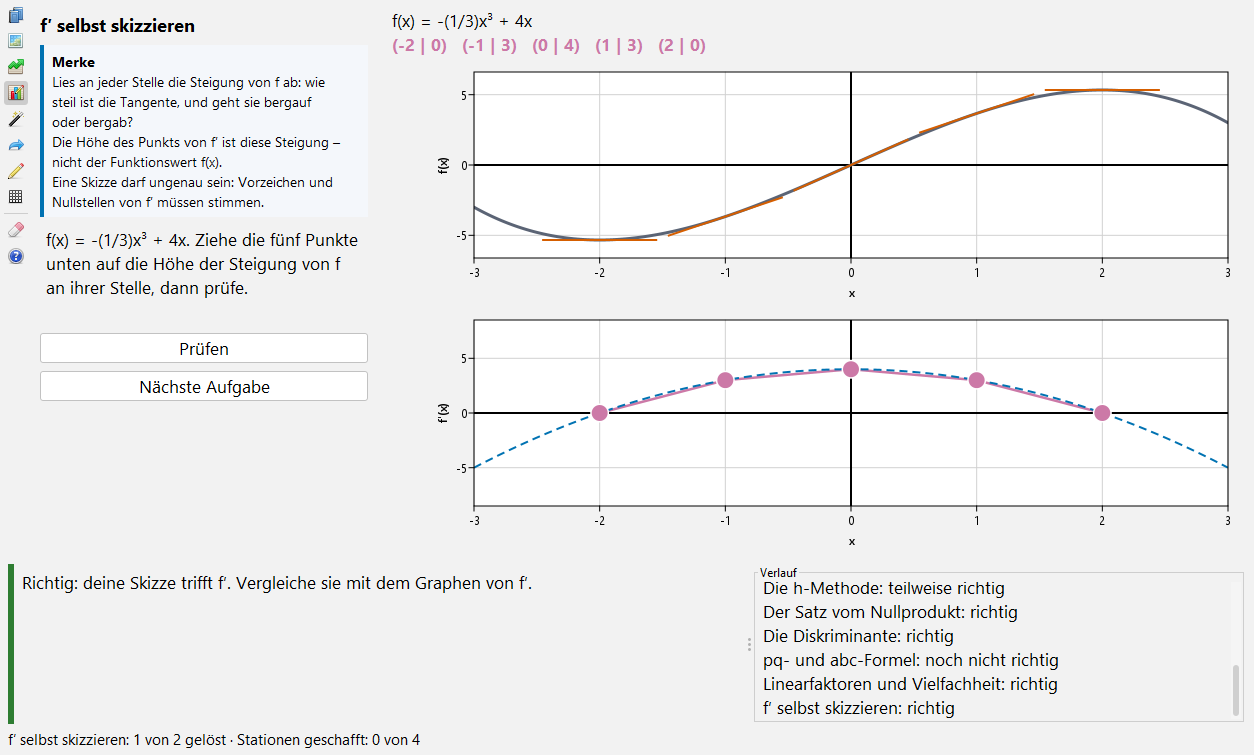 f′ selbst skizzieren
Merke
Lies an jeder Stelle die Steigung von f ab: wie
steil ist die Tangente, und geht sie bergauf
oder bergab?
Die Höhe des Punkts von f′ ist diese Steigung –
nicht der Funktionswert f(x).
Eine Skizze darf ungenau sein: Vorzeichen und
Nullstellen von f′ müssen stimmen.
f(x) = -(1/3)x³ + 4x. Ziehe die fünf Punkte
unten auf die Höhe der Steigung von f
an ihrer Stelle, dann prüfe.
Prüfen
Nächste Aufgabe
f(x) = -(1/3)x³ + 4x
(-2 | 0) (-1 | 3) (0 | 4) (1 | 3) (2 | 0)
5
0
-5
f(x)
-3 -2 -1 0 1 2 3
x
5
0
-5
f′(x)
-3 -2 -1 0 1 2 3
x
Richtig: deine Skizze trifft f′. Vergleiche sie mit dem Graphen von f′.
Verlauf
Die h-Methode: teilweise richtig
Der Satz vom Nullprodukt: richtig
Die Diskriminante: richtig
pq- und abc-Formel: noch nicht richtig
Linearfaktoren und Vielfachheit: richtig
f′ selbst skizzieren: richtig
f′ selbst skizzieren: 1 von 2 gelöst · Stationen geschafft: 0 von 4